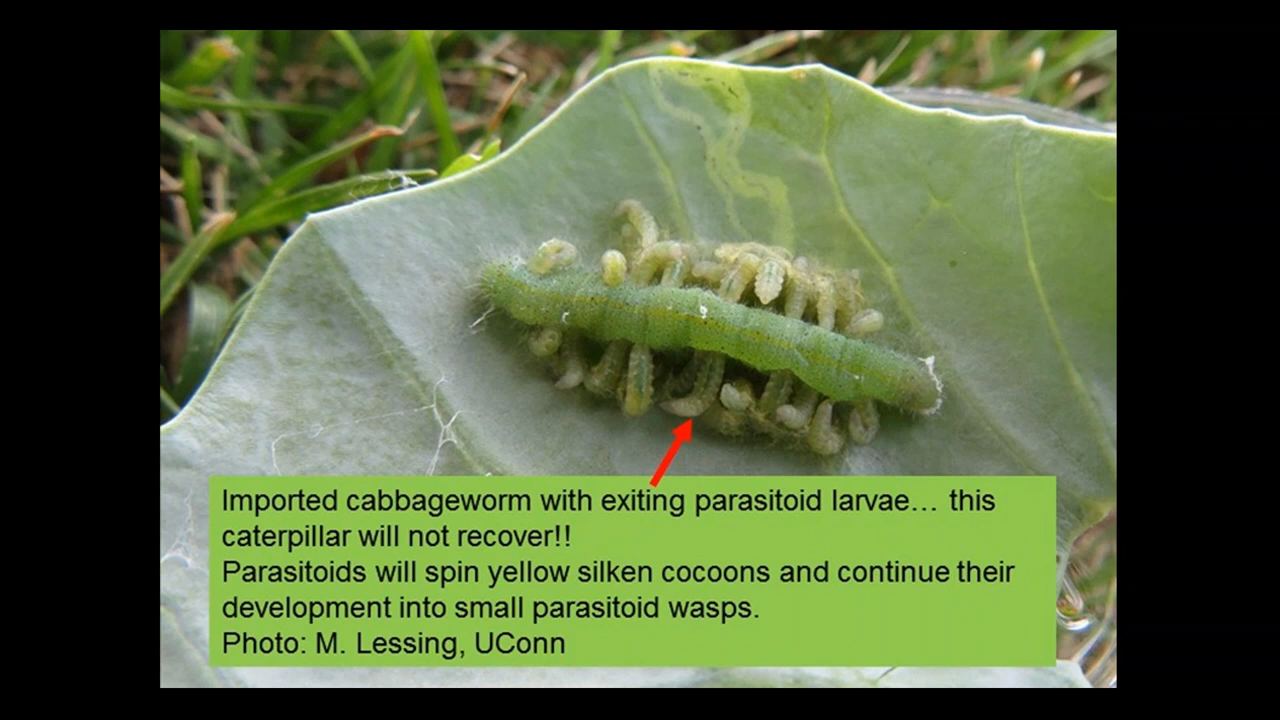 Imported cabbageworm with exiting parasitoid larvae… this
caterpillar will not recover!!
Parasitoids will spin yellow silken cocoons and continue their
development into small parasitoid wasps.
Photo: M. Lessing, UConn